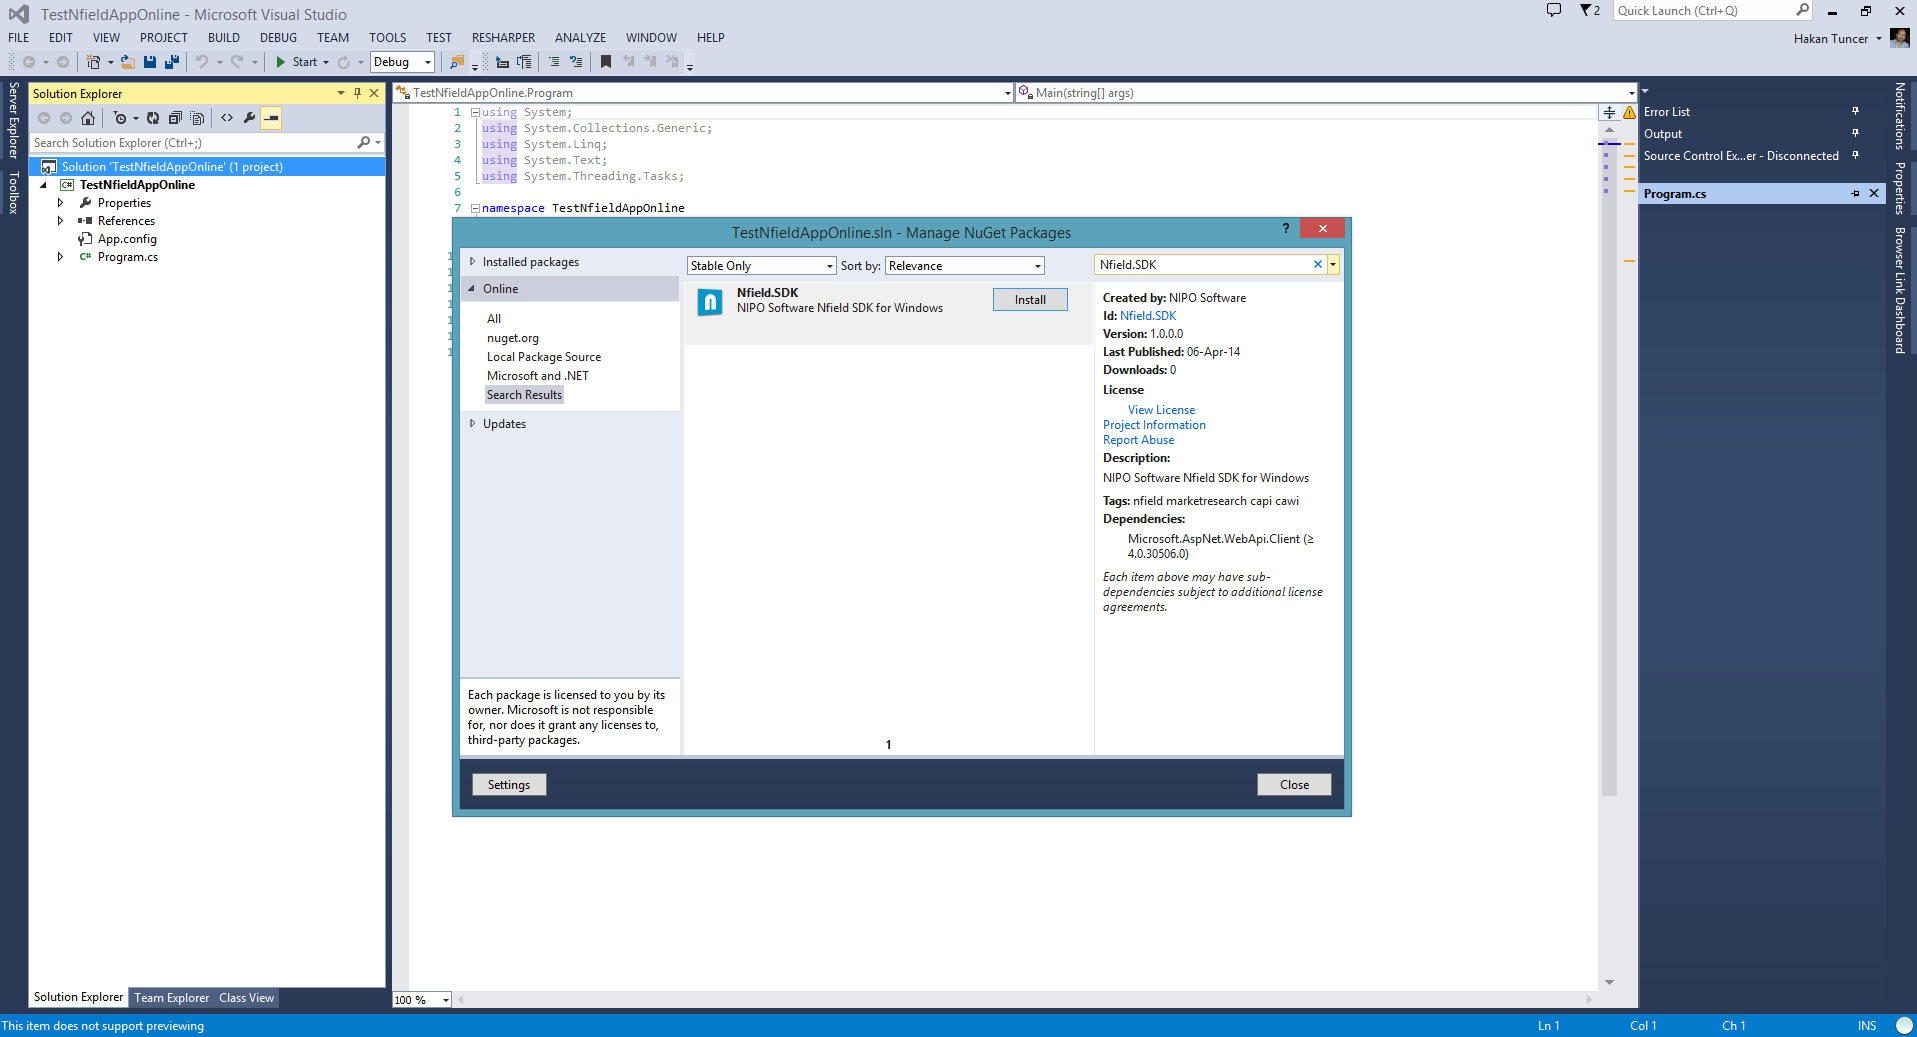 TestNfieldAppOnline - Microsoft Visual Studio
2
Quick Launch (Ctrl+Q)
FILE EDIT VIEW PROJECT BUILD DEBUG TEAM TOOLS TEST RESHARPER ANALYZE WINDOW HELP
Hakan Tuncer
Start Debug
Server Explorer
Toolbox
Solution Explorer
Search Solution Explorer (Ctrl+;)
Solution 'TestNfieldAppOnline' (1 project)
C# TestNfieldAppOnline
Properties
References
App.config
C# Program.cs
TestNfieldAppOnline.Program
Main(string[] args)
1 using System;
2 using System.Collections.Generic;
3 using System.Linq;
4 using System.Text;
5 using System.Threading.Tasks;
6
7 namespace TestNfieldAppOnline
1
1
1
1
1
1
1
TestNfieldAppOnline.sln - Manage NuGet Packages
?
Installed packages
Online
All
nuget.org
Local Package Source
Microsoft and .NET
Search Results
Updates
Each package is licensed to you by its
owner. Microsoft is not responsible
for, nor does it grant any licenses to,
third-party packages.
Stable Only
Sort by: Relevance
n
Nfield.SDK
NIPO Software Nfield SDK for Windows
Install
1
Nfield.SDK
Created by: NIPO Software
Id: Nfield.SDK
Version: 1.0.0.0
Last Published: 06-Apr-14
Downloads: 0
License
View License
Project Information
Report Abuse
Description:
NIPO Software Nfield SDK for Windows
Tags: nfield marketresearch capi cawi
Dependencies:
Microsoft.AspNet.WebApi.Client (≥
4.0.30506.0)
Each item above may have sub-
dependencies subject to additional license
agreements.
Settings
Close
Error List
Output
Source Control Ex...er - Disconnected
Program.cs
Notifications
Properties
Browser Link Dashboard
Solution Explorer Team Explorer Class View
100 %
This item does not support previewing
Ln 1 Col 1 Ch 1 INS